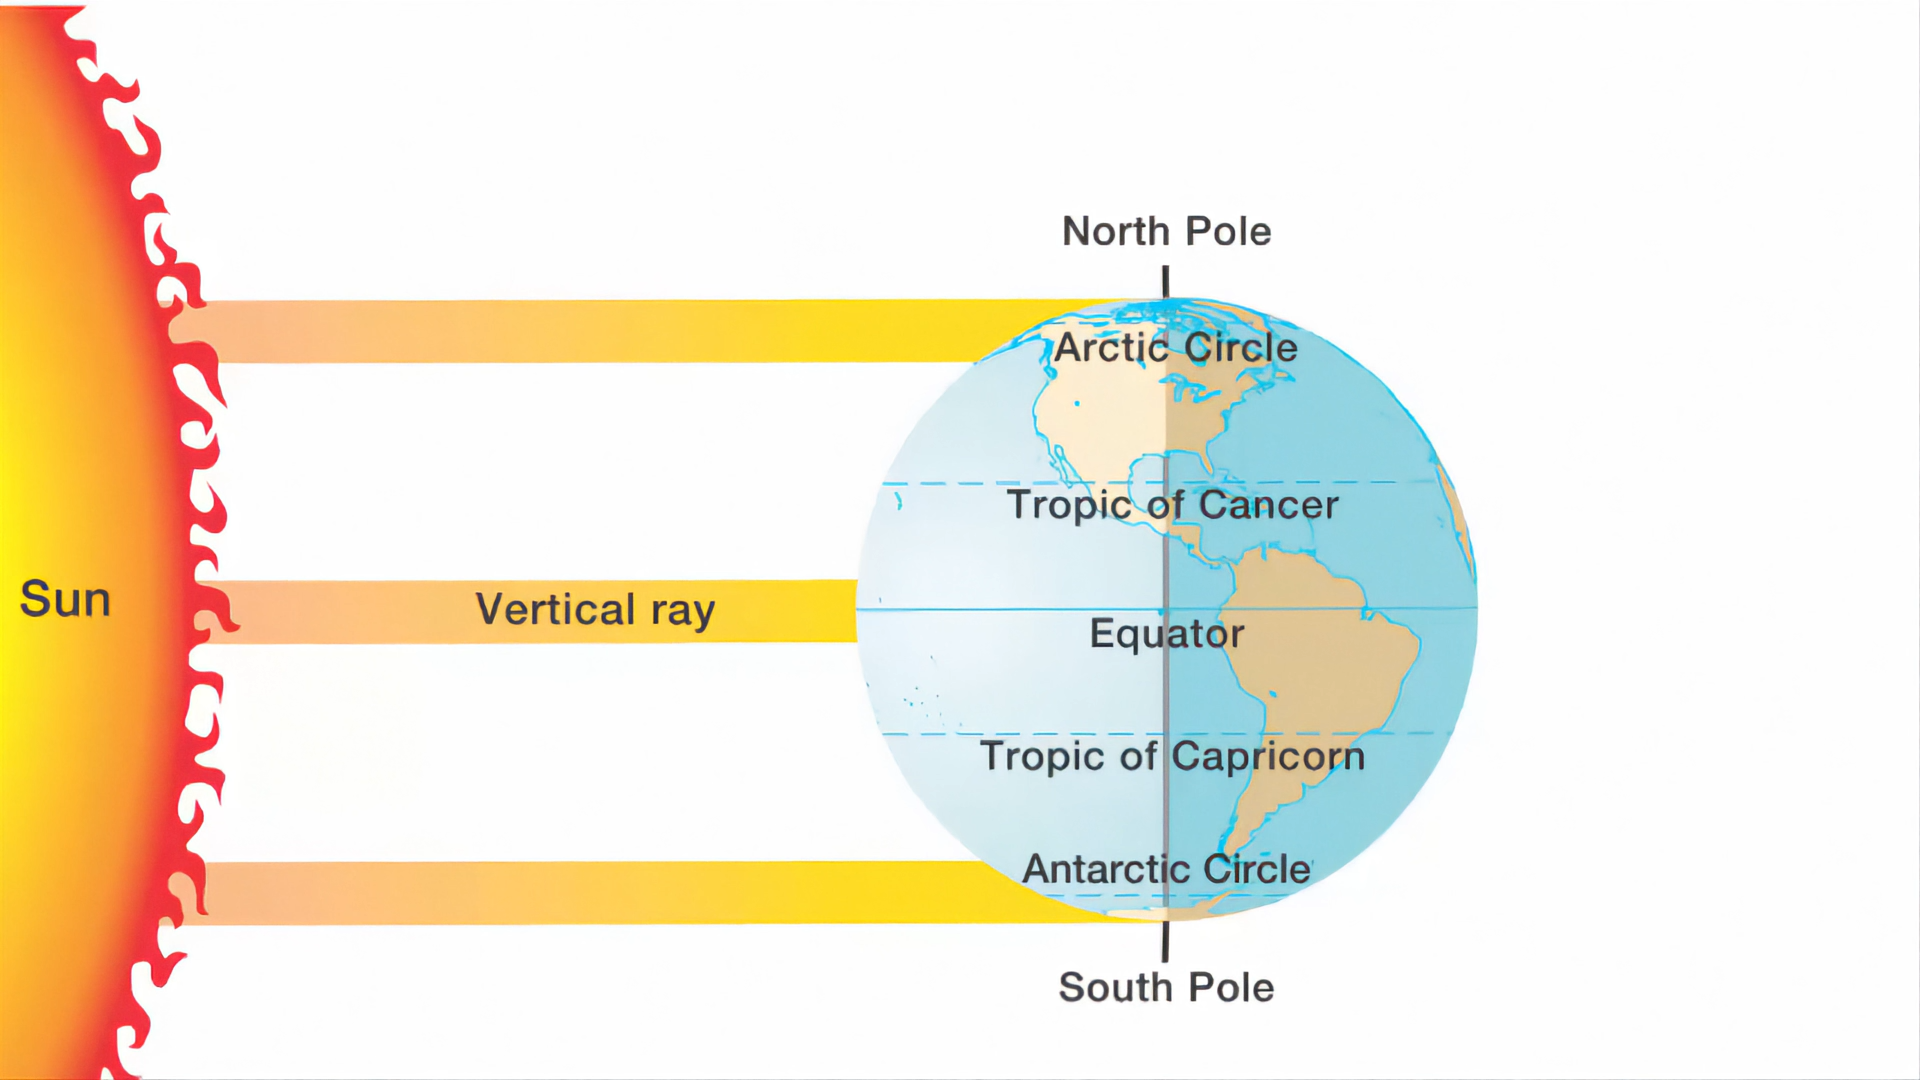 North Pole
Arctic Circle
Tropic of Cancer
Sun
Vertical ray
Equator
Tropic of Capricorn
Antarctic Circle
South Pole